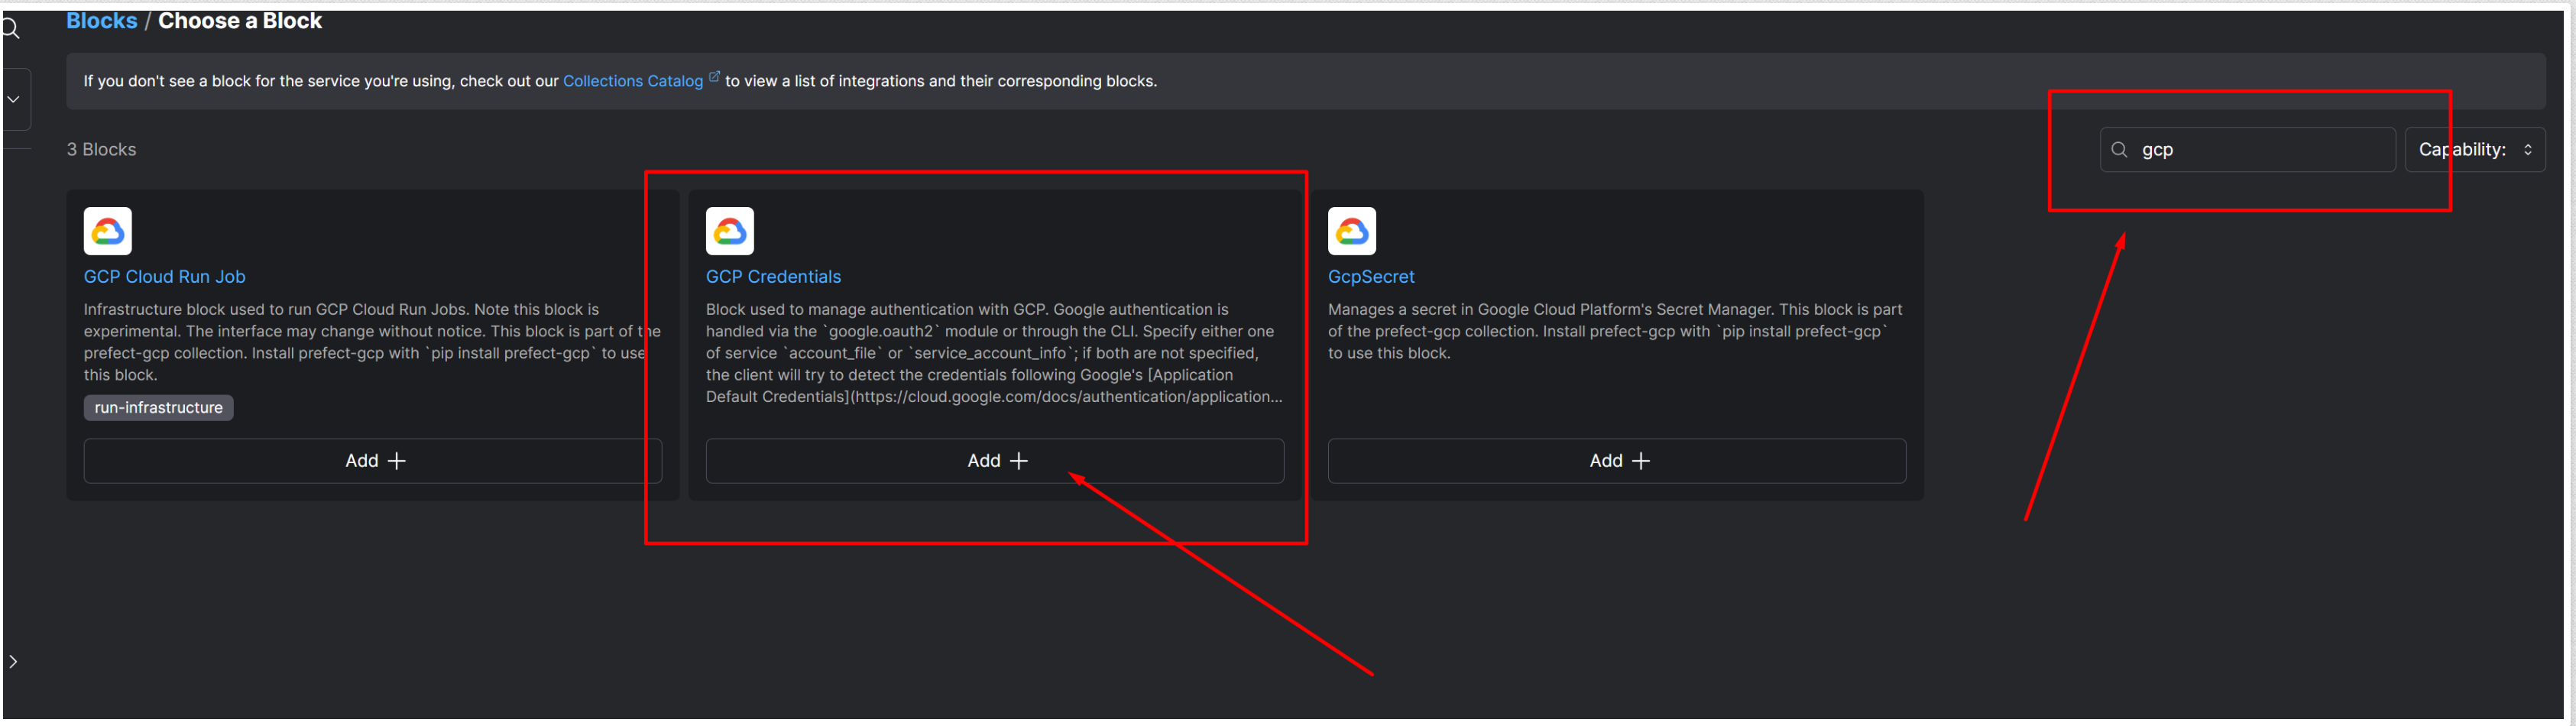 Blocks / Choose a Block
If you don't see a block for the service you're using, check out our Collections Catalog to view a list of integrations and their corresponding blocks.
3 Blocks
gcp
Capability:
GCP Cloud Run Job
Infrastructure block used to run GCP Cloud Run Jobs. Note this block is
experimental. The interface may change without notice. This block is part of the
prefect-gcp collection. Install prefect-gcp with `pip install prefect-gcp` to use
this block.
run-infrastructure
Add
GCP Credentials
Block used to manage authentication with GCP. Google authentication is
handled via the `google.oauth2` module or through the CLI. Specify either one
of service `account_file` or `service_account_info`; if both are not specified,
the client will try to detect the credentials following Google's [Application
Default Credentials](https://cloud.google.com/docs/authentication/application...
Add
GcpSecret
Manages a secret in Google Cloud Platform's Secret Manager. This block is part
of the prefect-gcp collection. Install prefect-gcp with `pip install prefect-gcp`
to use this block.
Add